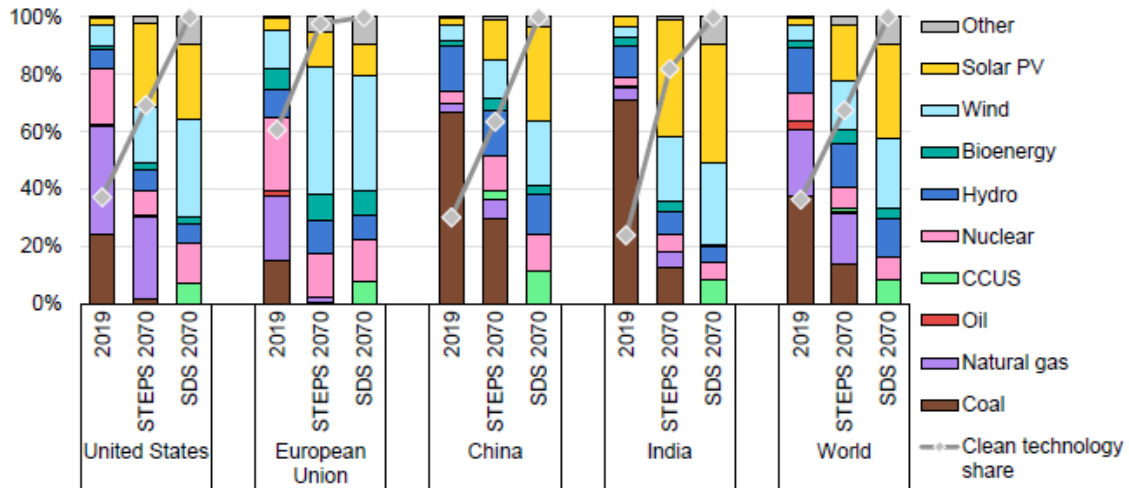 100%
80%
60%
40%
20%
0%
2019
STEPS 2070
SDS 2070
2019
STEPS 2070
SDS 2070
2019
STEPS 2070
SDS 2070
2019
STEPS 2070
SDS 2070
2019
STEPS 2070
SDS 2070
United States
European
Union
China
India
World
Other
Solar PV
Wind
Bioenergy
Hydro
Nuclear
CCUS
Oil
Natural gas
Coal
Clean technology
share